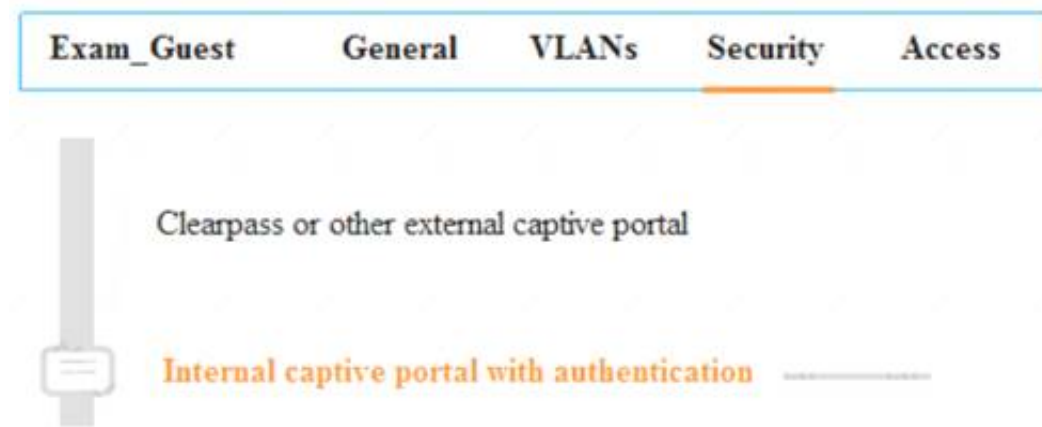 Exam_Guest General VLANs Security Access
Clearpass or other external captive portal
Internal captive portal with authentication